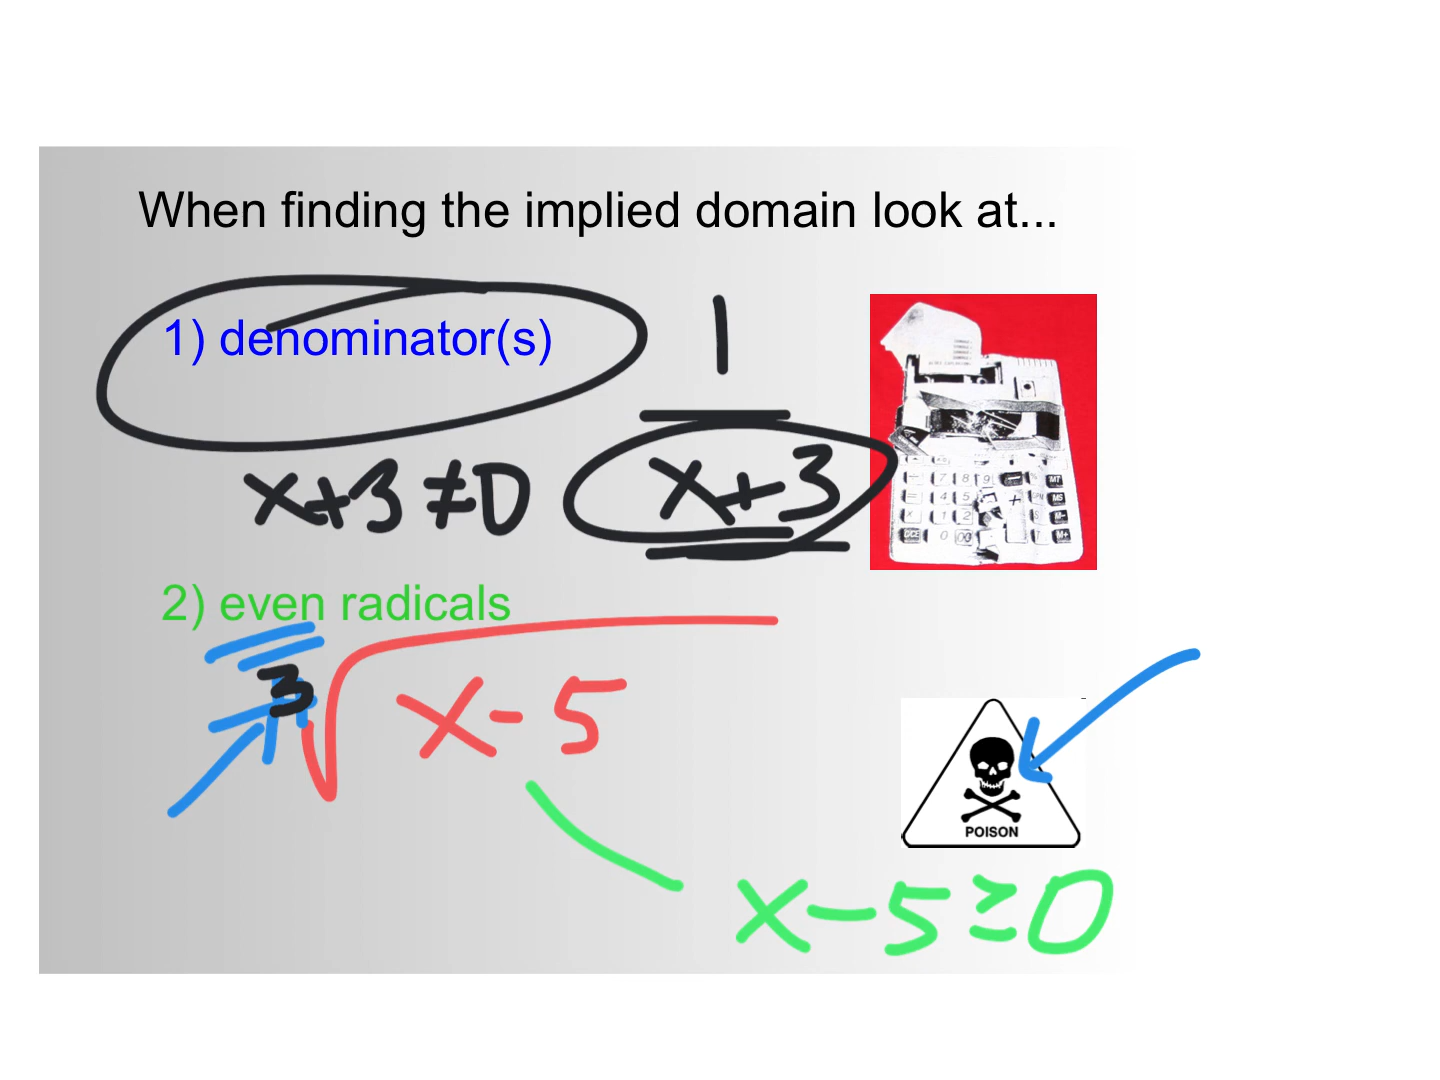 When finding the implied domain look at...
1) denominator(s)
1
x+3≠0
x+3
2) even radicals
3√x-5
POISON
x-5≥0